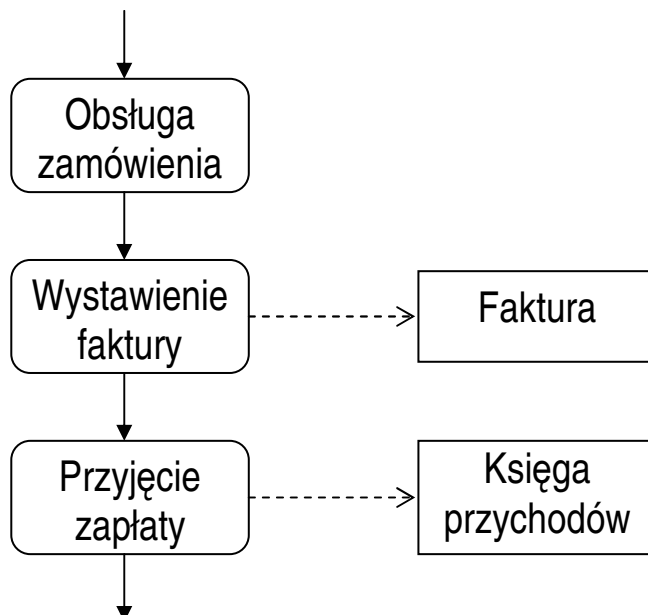 Obsługa
zamówienia
Wystawienie
faktury
Faktura
Przyjęcie
zapłaty
Księga
przychodów